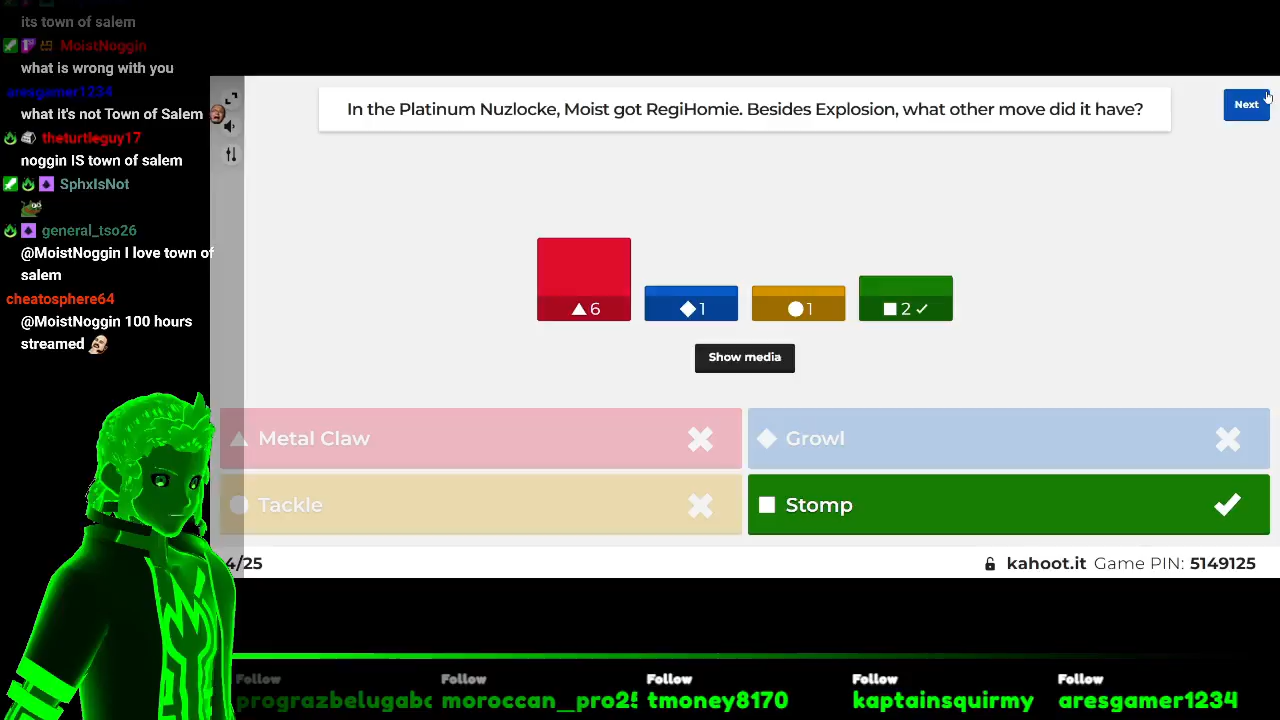 its town of salem
MoistNoggin
what is wrong with you
aresgamer1234
what It's not Town of Salem
theturtleguy17
noggin IS town of salem
SphxIsNot
general_tso26
@MoistNoggin I love town of
salem
cheatosphere64
@MoistNoggin 100 hours
streamed
In the Platinum Nuzlocke, Moist got RegiHomie. Besides Explosion, what other move did it have?
Next
6
1
1
2
Show media
Metal Claw
Growl
Tackle
Stomp
4/25
kahoot.it Game PIN: 5149125
Follow
prograzbelugabc
Follow
moroccan_pro25
Follow
tmoney8170
Follow
kaptainsquirmy
Follow
aresgamer1234